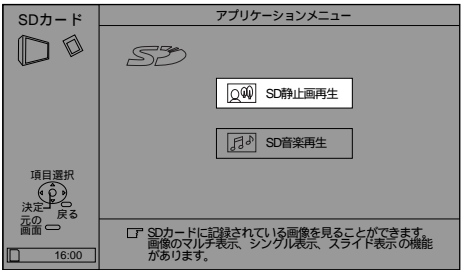 SDカード
アプリケーションメニュー
SD
SD静止画再生
SD音楽再生
項目選択
決定
戻る
元の
画面
16:00
SDカードに記録されている画像を見ることができます。
画像のマルチ表示、シングル表示、スライド表示の機能
があります。